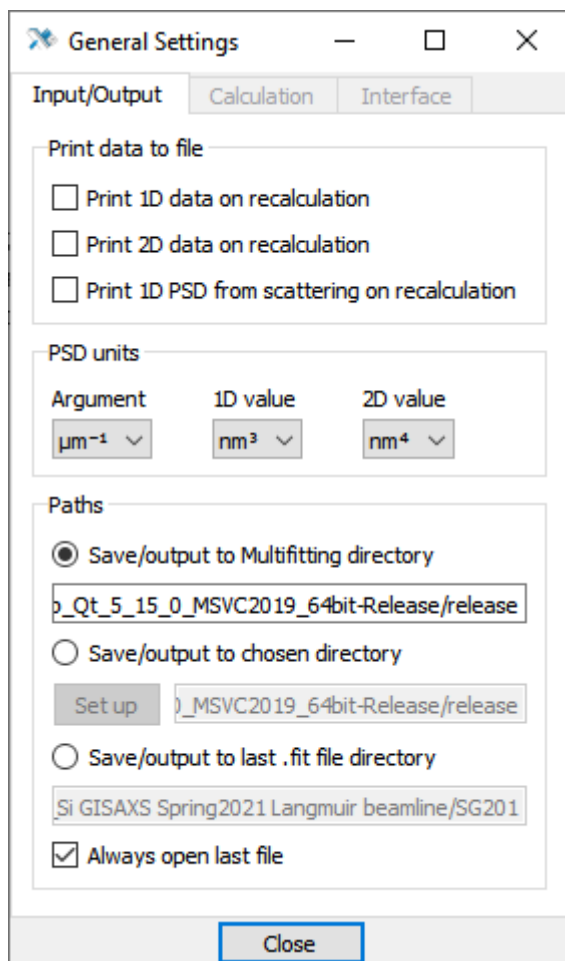 General Settings
Input/Output Calculation Interface
Print data to file
Print 1D data on recalculation
Print 2D data on recalculation
Print 1D PSD from scattering on recalculation
PSD units
Argument 1D value 2D value
μm⁻¹ nm³ nm⁴
Paths
Save/output to Multifitting directory
_Qt_5_15_0_MSVC2019_64bit-Release/release
Save/output to chosen directory
Set up _MSVC2019_64bit-Release/release
Save/output to last .fit file directory
_Si GISAXS Spring2021 Langmuir beamline/SG201
Always open last file
Close